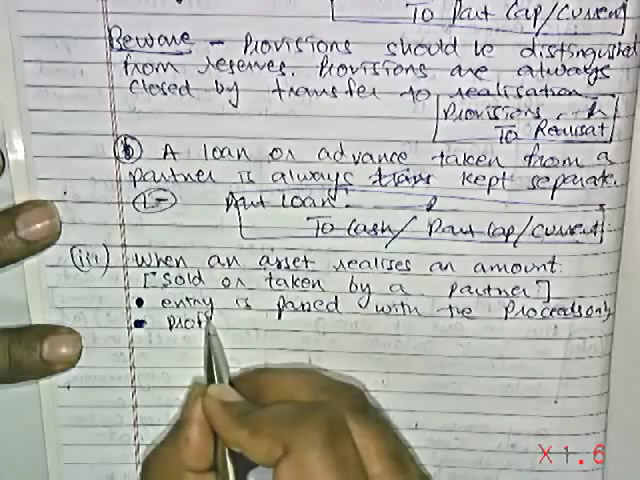 To Part Cap/Current
Beware - Provisions should be distinguished
from reserves. Provisions are always
closed by transfer to realisation
Provisions
To Realisat
(b) A loan or advance taken from a
partner is always kept separate.
Part Loan
To Cash/ Part Cap/Current
(iii) When an asset realises an amount.
[Sold or taken by a partner]
• entry is passed with the Proceeds only
• Prof
X1.6